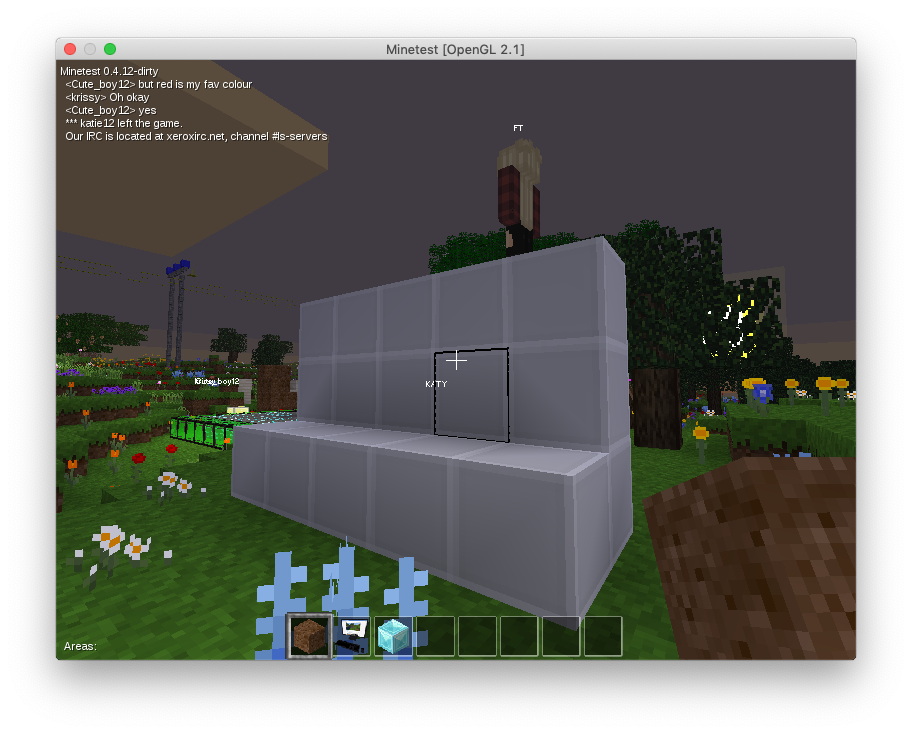 Minetest [OpenGL 2.1]
Minetest 0.4.12-dirty
<Cute_boy12> but red is my fav colour
<krissy> Oh okay
<Cute_boy12> yes
*** katie12 left the game.
Our IRC is located at xeroxirc.net, channel #ls-servers
FT
KATY
Areas: